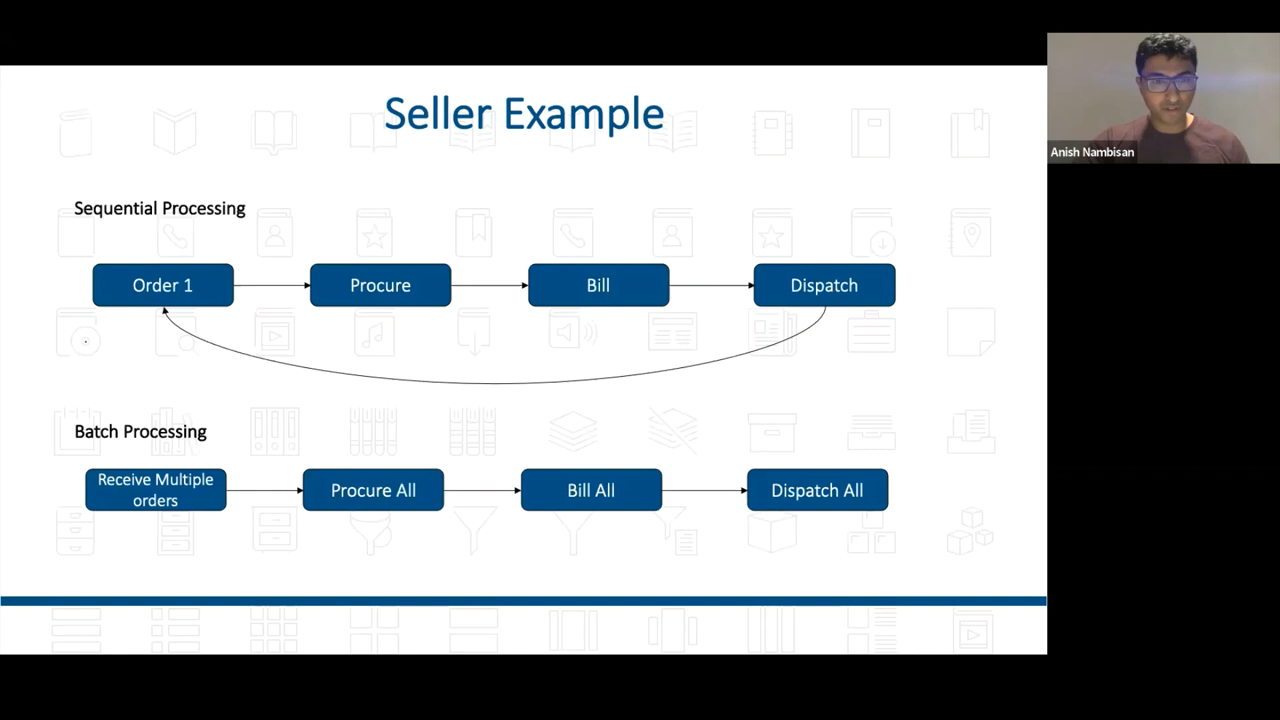 Seller Example
Anish Nambisan
Sequential Processing
Order 1
Procure
Bill
Dispatch
Batch Processing
Receive Multiple
orders
Procure All
Bill All
Dispatch All